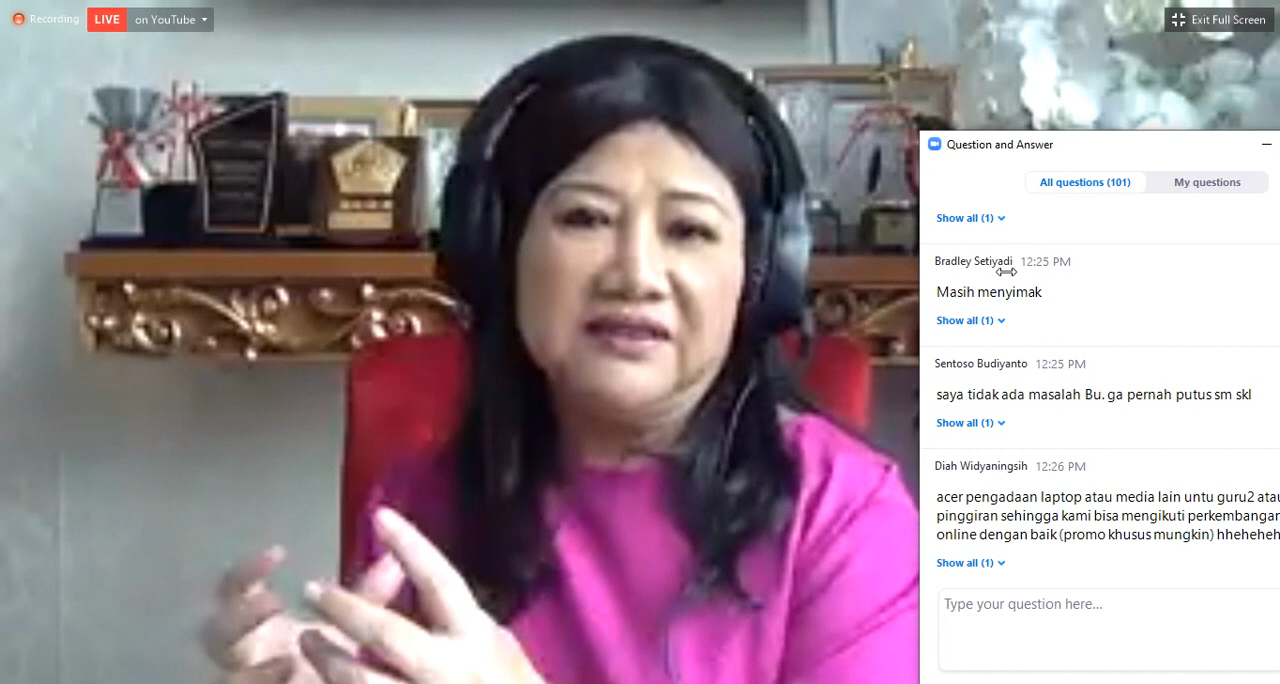 Recording
LIVE on YouTube
Exit Full Screen
Question and Answer
All questions (101)
My questions
Show all (1)
Bradley Setiyadi 12:25 PM
Masih menyimak
Show all (1)
Sentoso Budiyanto 12:25 PM
saya tidak ada masalah Bu. ga pernah putus sm skl
Show all (1)
Diah Widyaningsih 12:26 PM
acer pengadaan laptop atau media lain untu guru2 atau
pinggiran sehingga kami bisa mengikuti perkembangan
online dengan baik (promo khusus mungkin) hheheheh
Show all (1)
Type your question here...